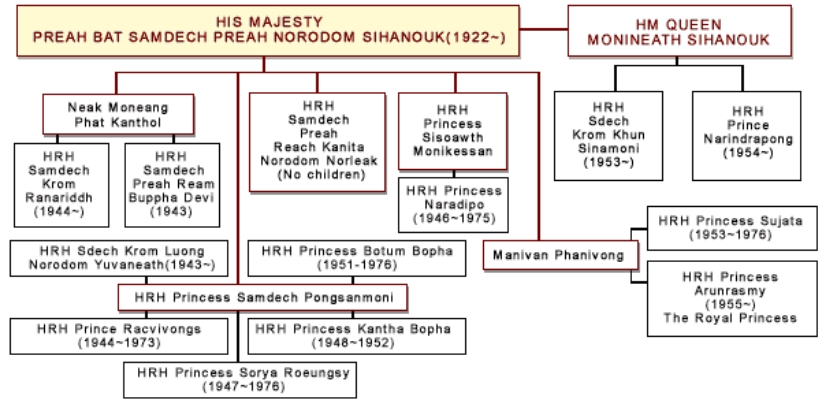 HIS MAJESTY
PREAH BAT SAMDECH PREAH NORODOM SIHANOUK(1922~)
HM QUEEN
MONINEATH SIHANOUK
Neak Moneang
Phat Kanthol
HRH
Samdech
Preah
Reach Kanita
Norodom Norleak
(No children)
HRH
Princess
Sisoawth
Monikessan
HRH
Sdech
Krom Khun
Sinamoni
(1953~)
HRH
Prince
Narindrapong
(1954~)
HRH
Samdech
Krom
Ranariddh
(1944~)
HRH
Samdech
Preah Ream
Buppha Devi
(1943)
HRH Princess
Naradipo
(1946~1975)
HRH Princess Sujata
(1953~1976)
HRH Sdech Krom Luong
Norodom Yuvaneath(1943~)
HRH Princess Botum Bopha
(1951-1976)
Manivan Phanivong
HRH Princess
Arunrasmy
(1955~)
The Royal Princess
HRH Princess Samdech Pongsanmoni
HRH Prince Racvivongs
(1944~1973)
HRH Princess Kantha Bopha
(1948~1952)
HRH Princess Sorya Roeungsy
(1947~1976)